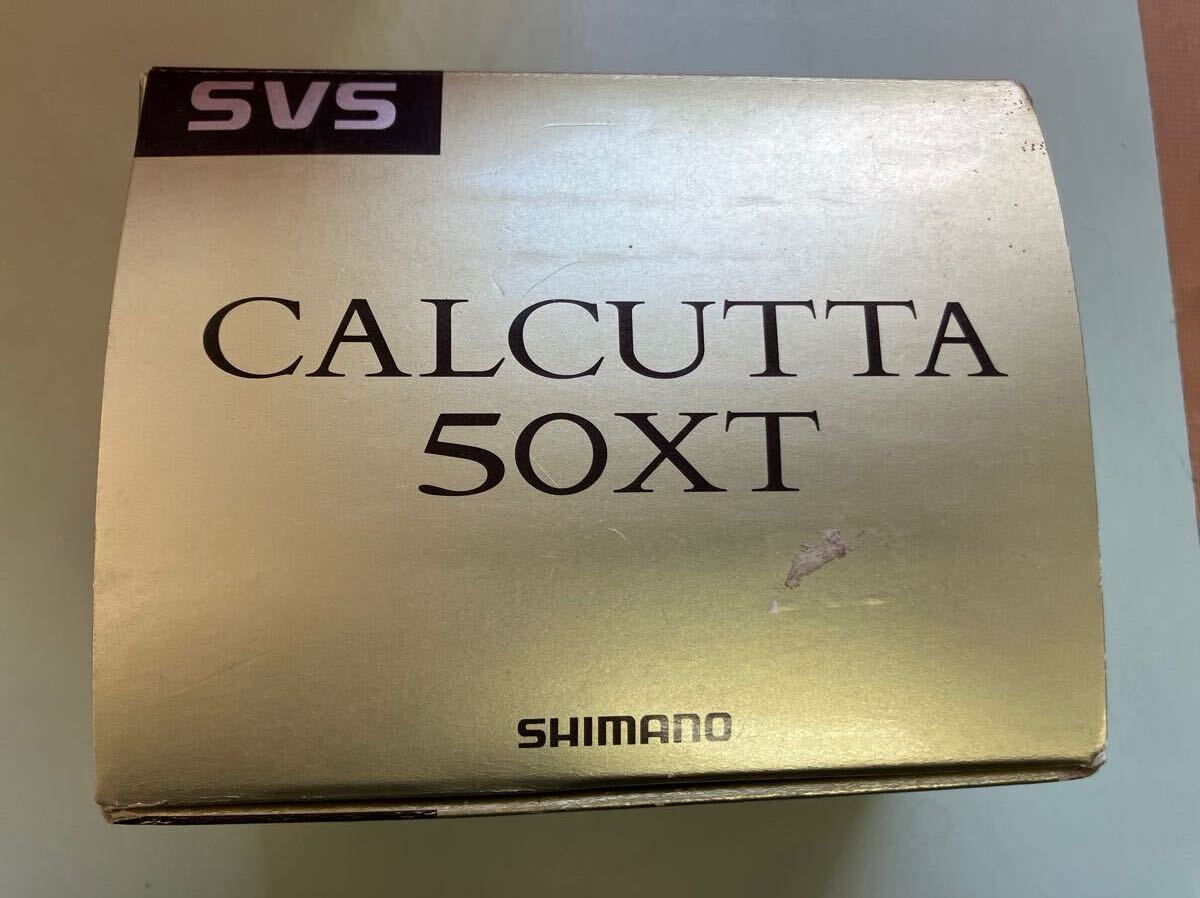 SVS
CALCUTTA
50XT
SHIMANO